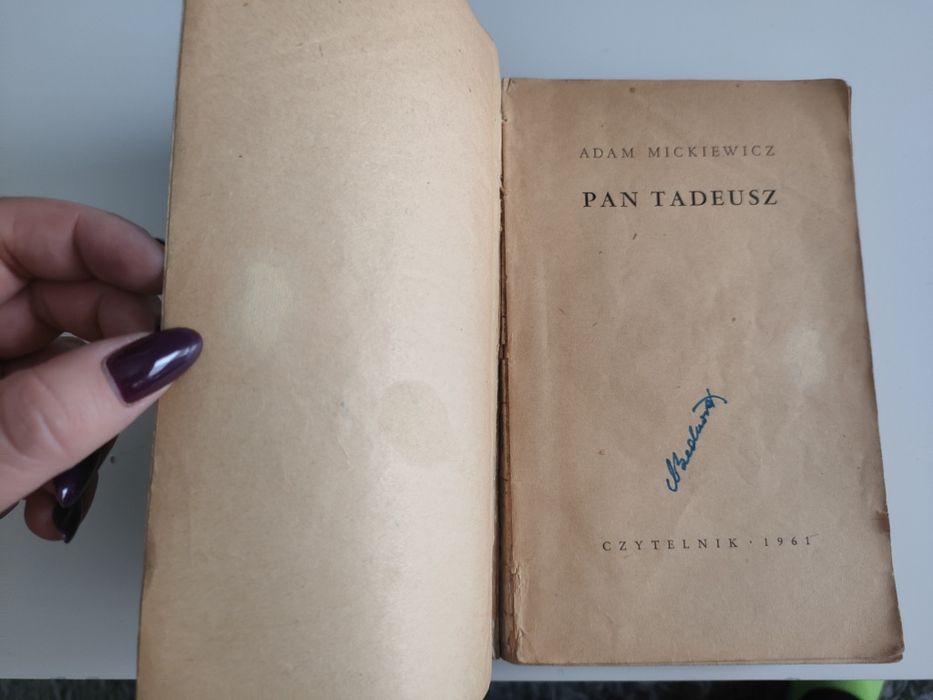 ADAM MICKIEWICZ
PAN TADEUSZ
CZYTELNIK · 1961